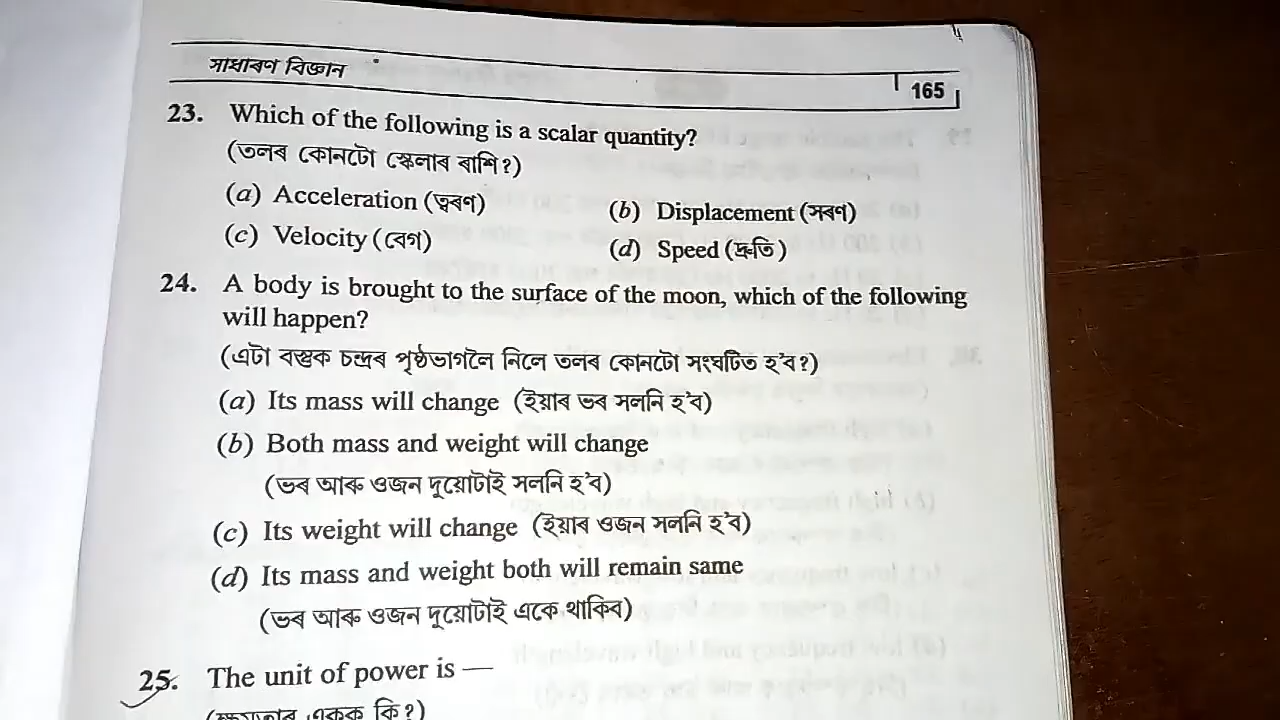 সাধাৰণ বিজ্ঞান
165
23. Which of the following is a scalar quantity?
(তলৰ কোনটো স্কেলাৰ ৰাশি?)
(a) Acceleration (ত্বৰণ) (b) Displacement (সৰণ)
(c) Velocity (বেগ) (d) Speed (দ্ৰুতি)
24. A body is brought to the surface of the moon, which of the following
will happen?
(এটা বস্তুক চন্দ্ৰৰ পৃষ্ঠভাগলৈ নিলে তলৰ কোনটো সংঘটিত হ'ব?)
(a) Its mass will change (ইয়াৰ ভৰ সলনি হ'ব)
(b) Both mass and weight will change
(ভৰ আৰু ওজন দুয়োটাই সলনি হ'ব)
(c) Its weight will change (ইয়াৰ ওজন সলনি হ'ব)
(d) Its mass and weight both will remain same
(ভৰ আৰু ওজন দুয়োটাই একে থাকিব)
25. The unit of power is —
(ক্ষমতাৰ একক কি?)